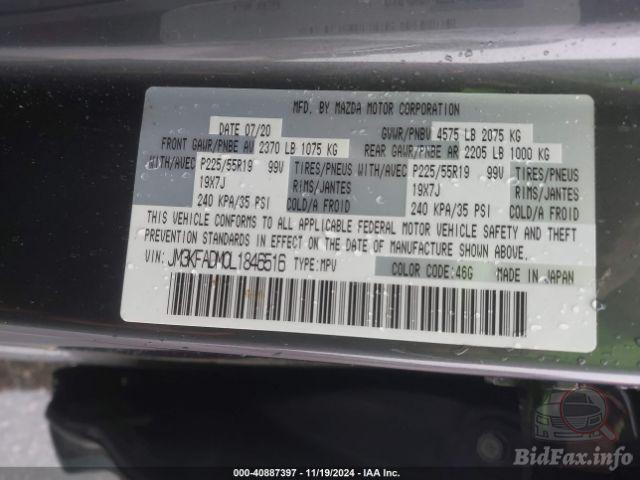 MFD. BY MAZDA MOTOR CORPORATION
DATE 07/20 GVWR/PNBV 4575 LB 2075 KG
FRONT GAWR/PNBE AV 2370 LB 1075 KG REAR GAWR/PNBE AR 2205 LB 1000 KG
WITH/AVEC P225/55R19 99V TIRES/PNEUS WITH/AVEC P225/55R19 99V TIRES/PNEUS
19X7J RIMS/JANTES 19X7J RIMS/JANTES
240 KPA/35 PSI COLD/A FROID 240 KPA/35 PSI COLD/A FROID
THIS VEHICLE CONFORMS TO ALL APPLICABLE FEDERAL MOTOR VEHICLE SAFETY AND THEFT
PREVENTION STANDARDS IN EFFECT ON THE DATE OF MANUFACTURE SHOWN ABOVE.
VIN: JM3KFADM0L1846516 TYPE: MPV COLOR CODE: 46G MADE IN JAPAN
000-40887397 - 11/19/2024 - IAA Inc.
BidFax.info